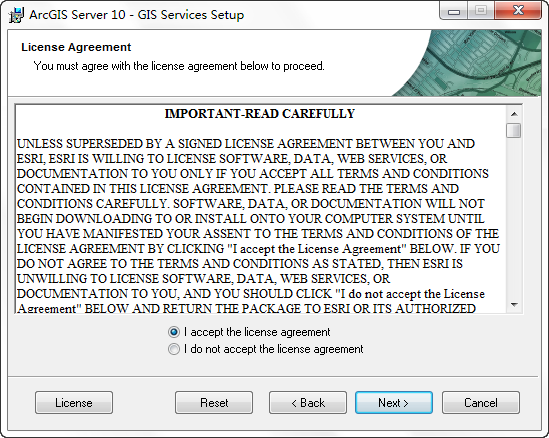 ArcGIS Server 10 - GIS Services Setup
License Agreement
You must agree with the license agreement below to proceed.
IMPORTANT-READ CAREFULLY
UNLESS SUPERSEDED BY A SIGNED LICENSE AGREEMENT BETWEEN YOU AND
ESRI, ESRI IS WILLING TO LICENSE SOFTWARE, DATA, WEB SERVICES, OR
DOCUMENTATION TO YOU ONLY IF YOU ACCEPT ALL TERMS AND CONDITIONS
CONTAINED IN THIS LICENSE AGREEMENT. PLEASE READ THE TERMS AND
CONDITIONS CAREFULLY. SOFTWARE, DATA, OR DOCUMENTATION WILL NOT
BEGIN DOWNLOADING TO OR INSTALL ONTO YOUR COMPUTER SYSTEM UNTIL
YOU HAVE MANIFESTED YOUR ASSENT TO THE TERMS AND CONDITIONS OF THE
LICENSE AGREEMENT BY CLICKING "I accept the License Agreement" BELOW. IF YOU
DO NOT AGREE TO THE TERMS AND CONDITIONS AS STATED, THEN ESRI IS
UNWILLING TO LICENSE SOFTWARE, DATA, WEB SERVICES, OR
DOCUMENTATION TO YOU, AND YOU SHOULD CLICK "I do not accept the License
Agreement" BELOW AND RETURN THE PACKAGE TO ESRI OR ITS AUTHORIZED
I accept the license agreement
I do not accept the license agreement
License
Reset
< Back
Next >
Cancel